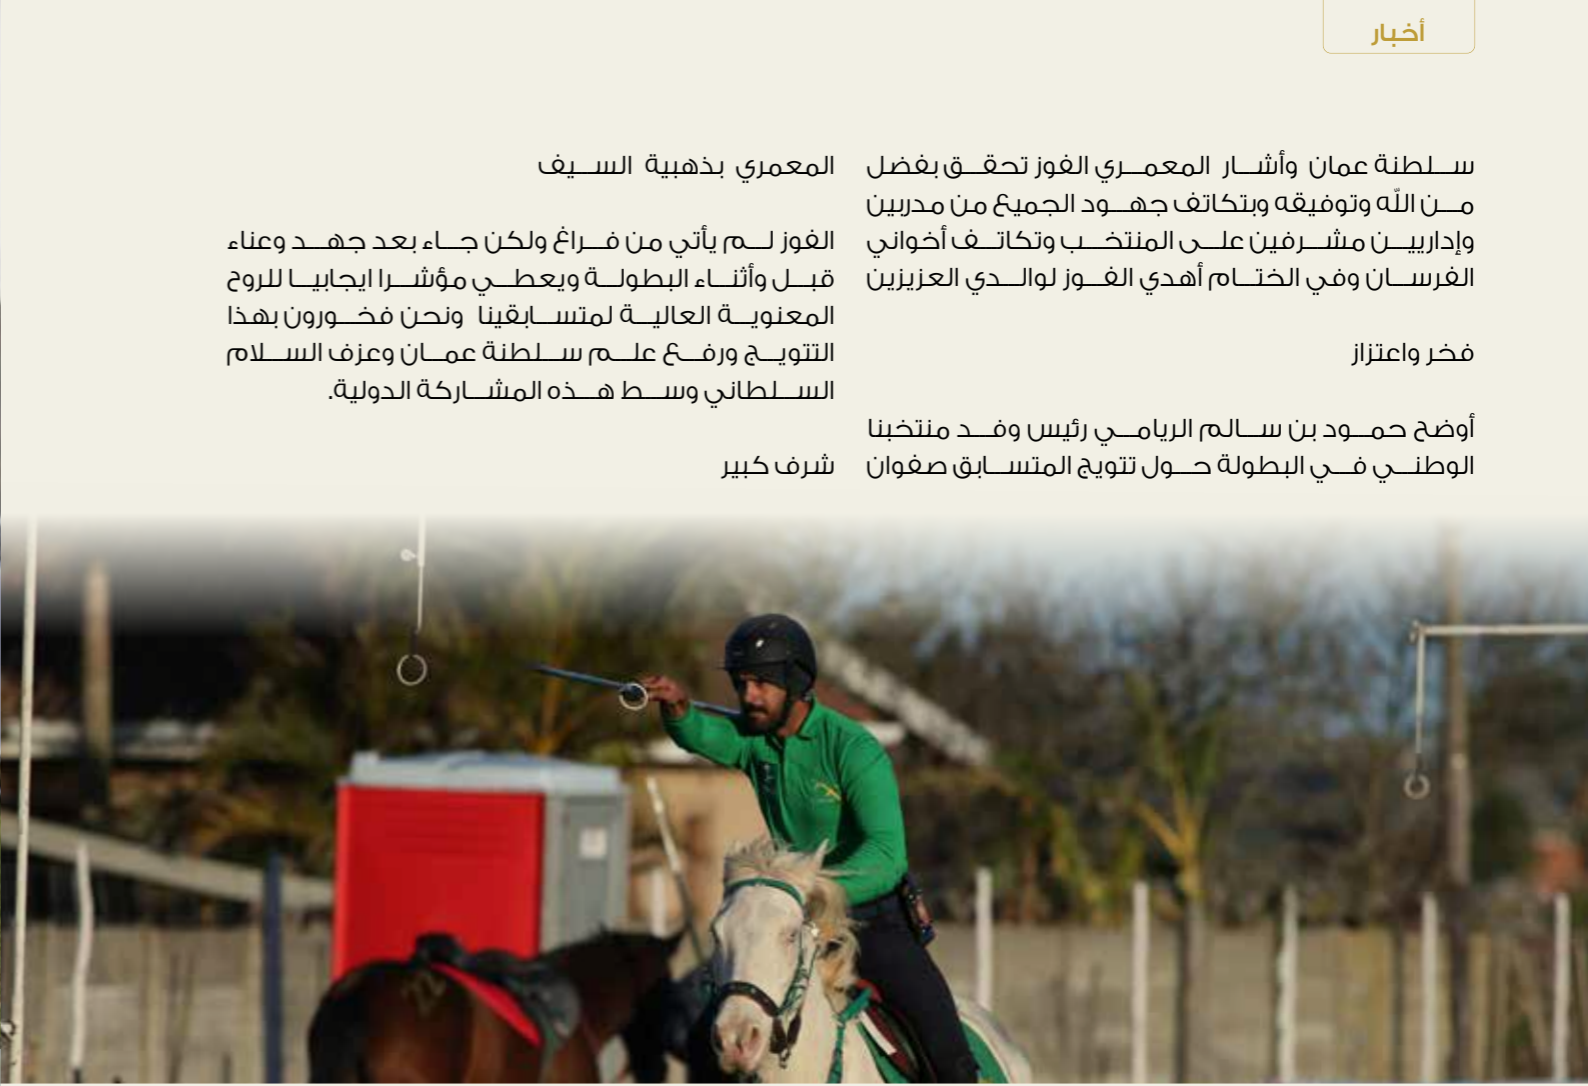 أخبار
سلطنة عمان وأشار المعمري الفوز تحقق بفضل
من الله وتوفيقه وبتكاتف جهود الجميع من مدربين
وإداريين مشرفين على المنتخب وتكاتف أخواني
الفرسان وفي الختام أهدي الفوز لوالدي العزيزين
فخر واعتزاز
أوضح حمود بن سالم الريامي رئيس وفد منتخبنا
الوطني في البطولة حول تتويج المتسابق صفوان
المعمري بذهبية السيف
الفوز لم يأتي من فراغ ولكن جاء بعد جهد وعناء
قبل وأثناء البطولة ويعطي مؤشرا ايجابيا للروح
المعنوية العالية لمتسابقينا ونحن فخورون بهذا
التتويج ورفع علم سلطنة عمان وعزف السلام
السلطاني وسط هذه المشاركة الدولية.
شرف كبير